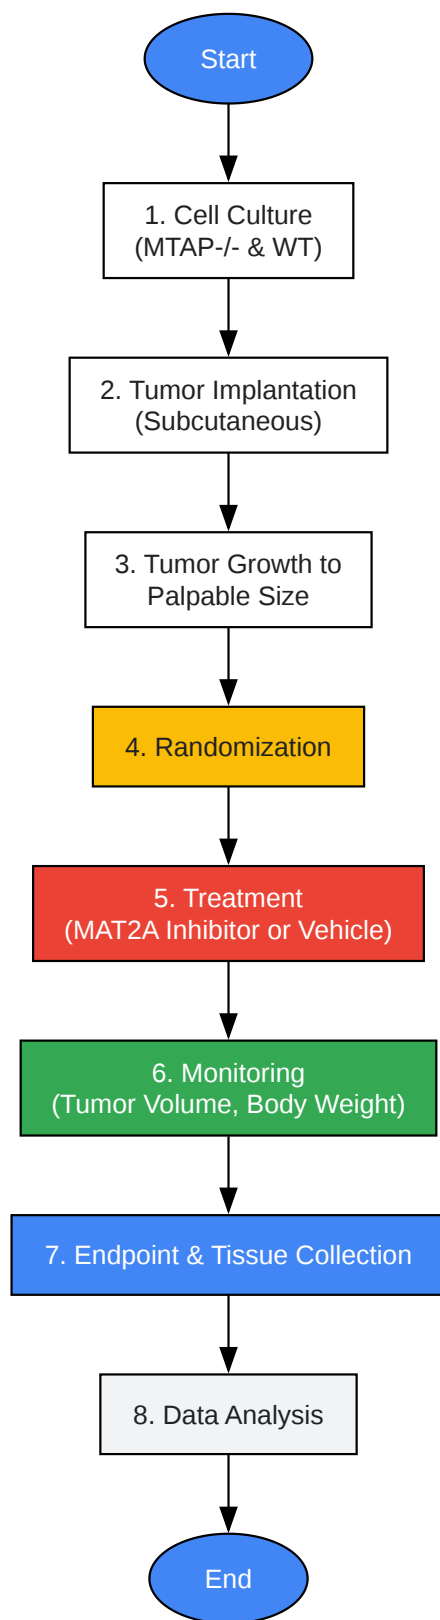 Start
1. Cell Culture
(MTAP-/- & WT)
2. Tumor Implantation
(Subcutaneous)
3. Tumor Growth to
Palpable Size
4. Randomization
5. Treatment
(MAT2A Inhibitor or Vehicle)
6. Monitoring
(Tumor Volume, Body Weight)
7. Endpoint & Tissue Collection
8. Data Analysis
End